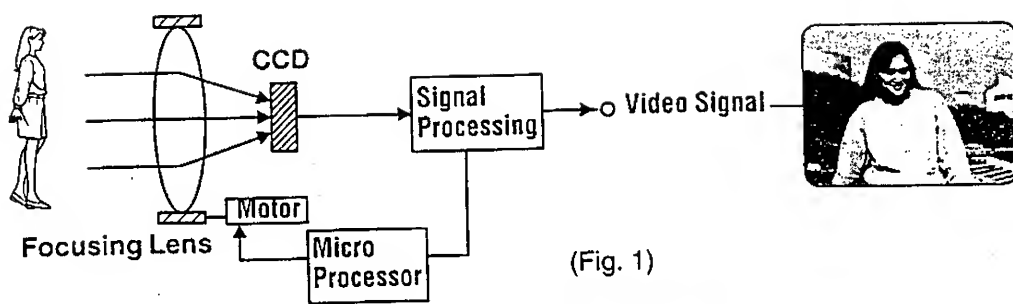 CCD
Signal
Processing
Video Signal
Motor
Focusing Lens
Micro
Processor
(Fig. 1)